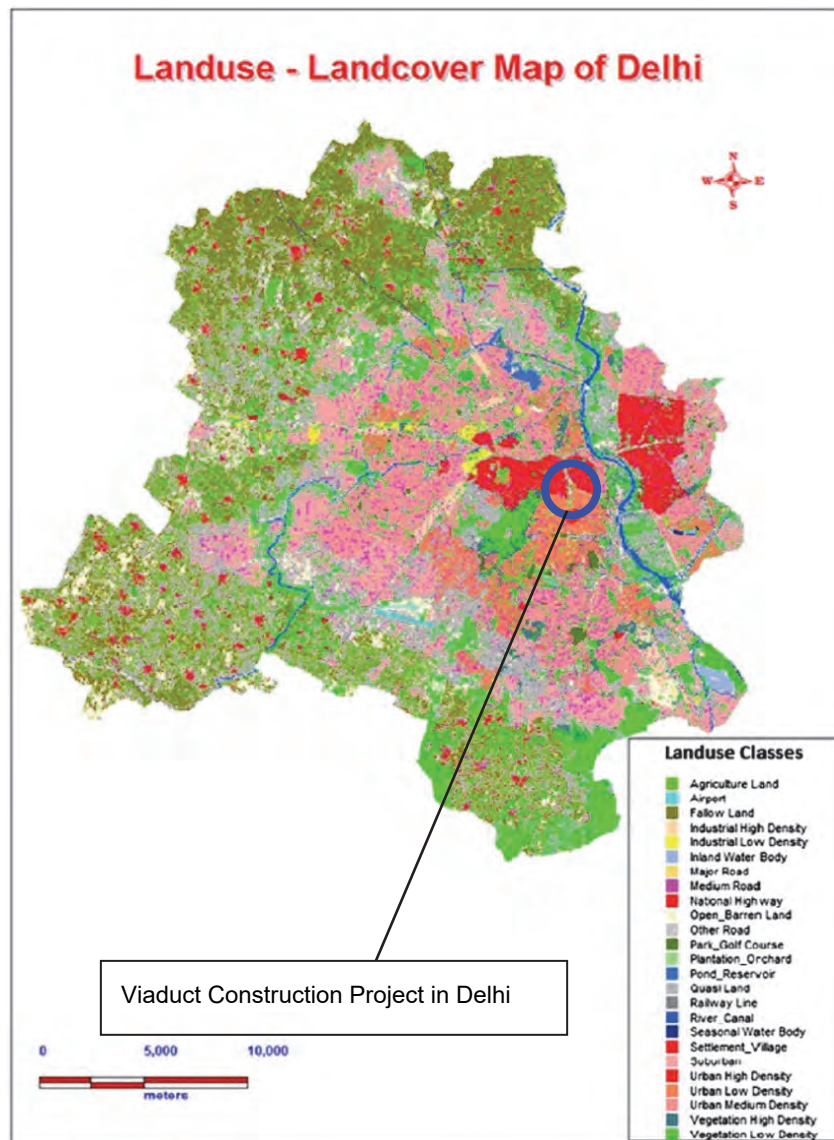 Landuse - Landcover Map of Delhi
N
W E
S
Landuse Classes
Agriculture Land
Airport
Fallow Land
Industrial High Density
Industrial Low Density
Inland Water Body
Major Road
Medium Road
National Highway
Open_Barren Land
Other Road
Park_Golf Course
Plantation_Orchard
Pond_Reservoir
Quasi Land
Railway Line
River_Canal
Seasonal Water Body
Settlement_Village
Suburban
Urban High Density
Urban Low Density
Urban Medium Density
Vegetation High Density
Vegetation Low Density
Viaduct Construction Project in Delhi
0 5,000 10,000
meters